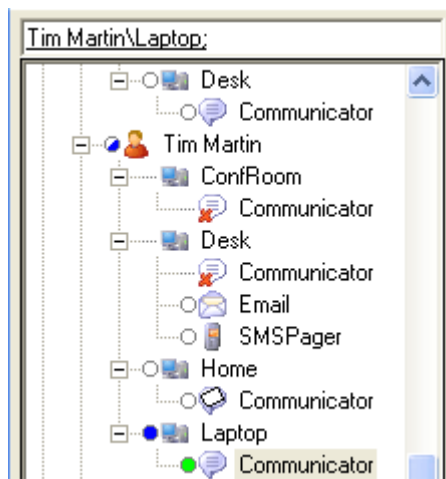 Tim Martin\Laptop;
Desk
Communicator
Tim Martin
ConfRoom
Communicator
Desk
Communicator
Email
SMSPager
Home
Communicator
Laptop
Communicator